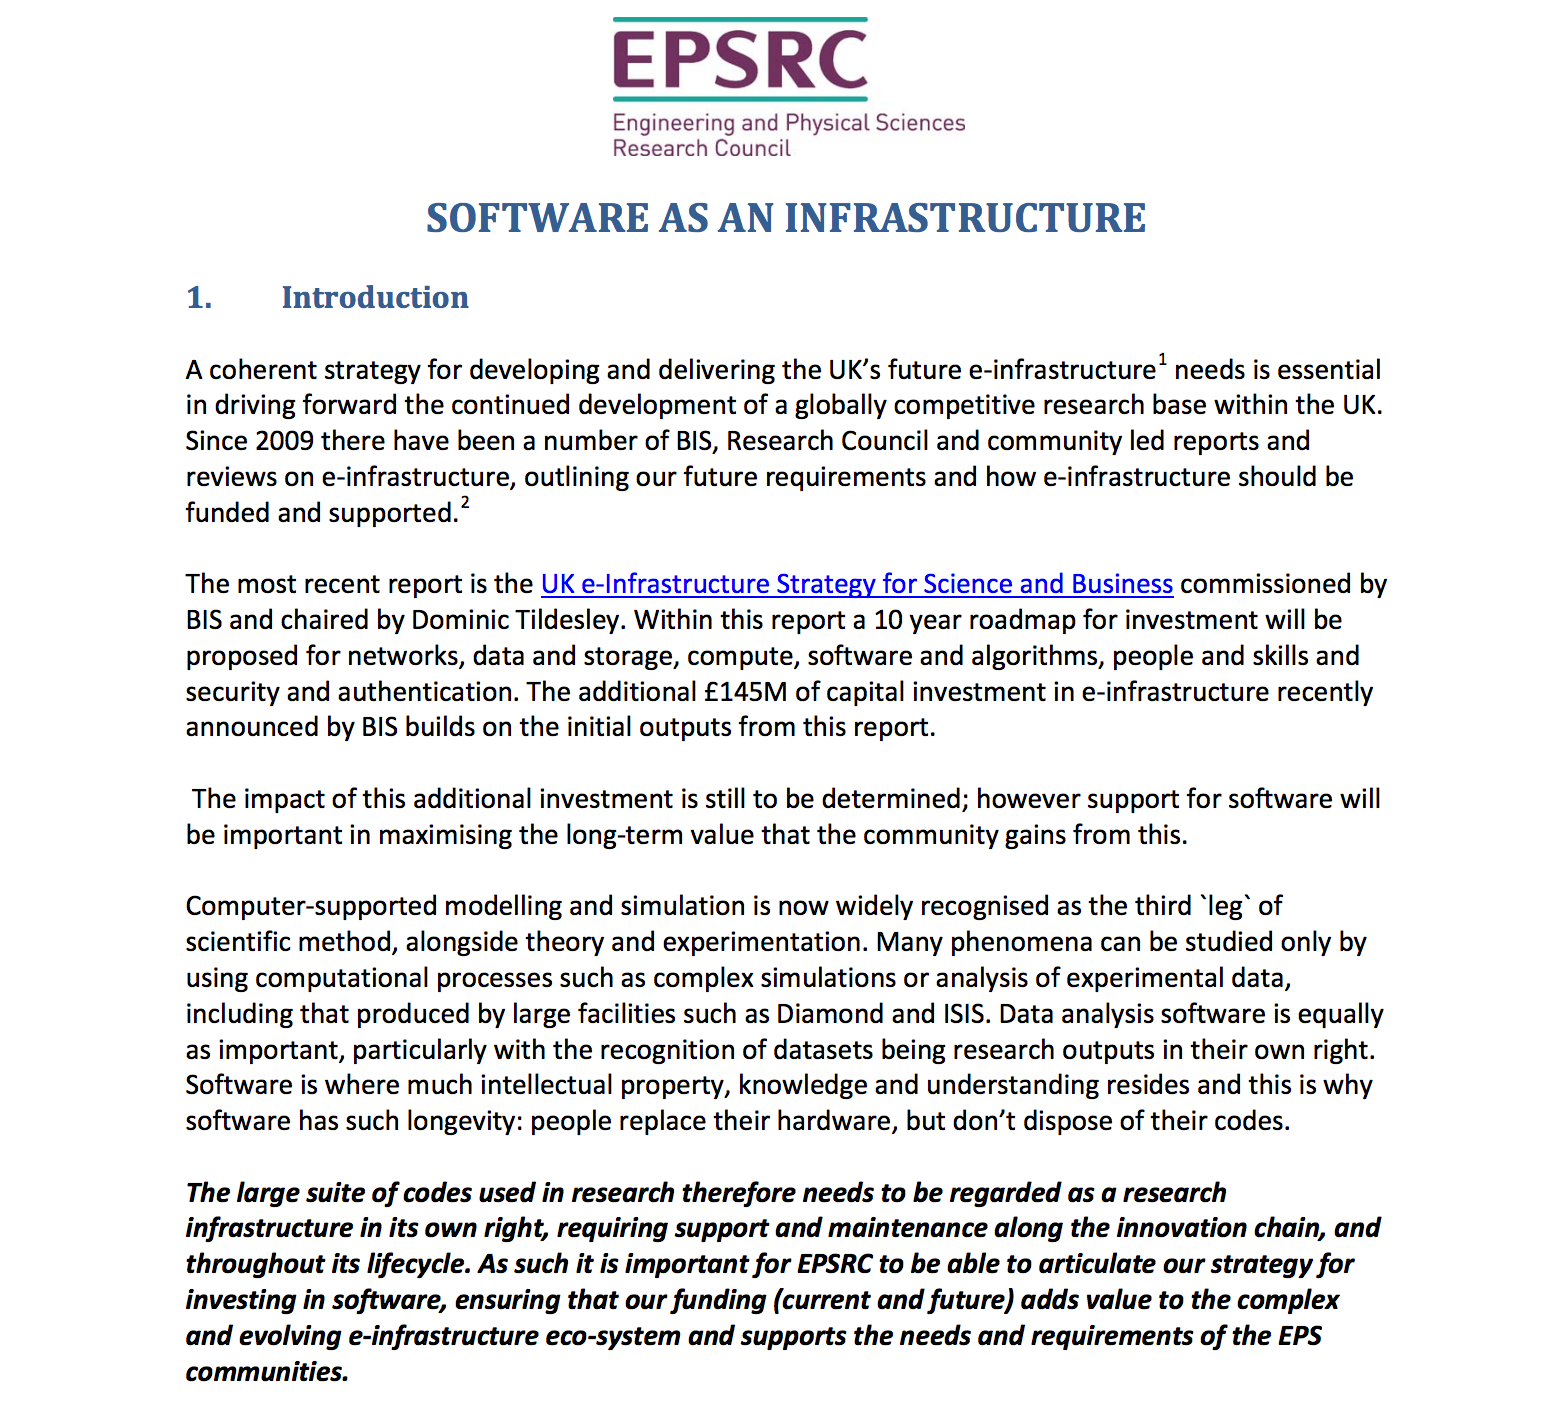 EPSRC
Engineering and Physical Sciences
Research Council
SOFTWARE AS AN INFRASTRUCTURE
1. Introduction
A coherent strategy for developing and delivering the UK’s future e-infrastructure1 needs is essential
in driving forward the continued development of a globally competitive research base within the UK.
Since 2009 there have been a number of BIS, Research Council and community led reports and
reviews on e-infrastructure, outlining our future requirements and how e-infrastructure should be
funded and supported.2
The most recent report is the UK e-Infrastructure Strategy for Science and Business commissioned by
BIS and chaired by Dominic Tildesley. Within this report a 10 year roadmap for investment will be
proposed for networks, data and storage, compute, software and algorithms, people and skills and
security and authentication. The additional £145M of capital investment in e-infrastructure recently
announced by BIS builds on the initial outputs from this report.
The impact of this additional investment is still to be determined; however support for software will
be important in maximising the long-term value that the community gains from this.
Computer-supported modelling and simulation is now widely recognised as the third `leg` of
scientific method, alongside theory and experimentation. Many phenomena can be studied only by
using computational processes such as complex simulations or analysis of experimental data,
including that produced by large facilities such as Diamond and ISIS. Data analysis software is equally
as important, particularly with the recognition of datasets being research outputs in their own right.
Software is where much intellectual property, knowledge and understanding resides and this is why
software has such longevity: people replace their hardware, but don’t dispose of their codes.
The large suite of codes used in research therefore needs to be regarded as a research
infrastructure in its own right, requiring support and maintenance along the innovation chain, and
throughout its lifecycle. As such it is important for EPSRC to be able to articulate our strategy for
investing in software, ensuring that our funding (current and future) adds value to the complex
and evolving e-infrastructure eco-system and supports the needs and requirements of the EPS
communities.